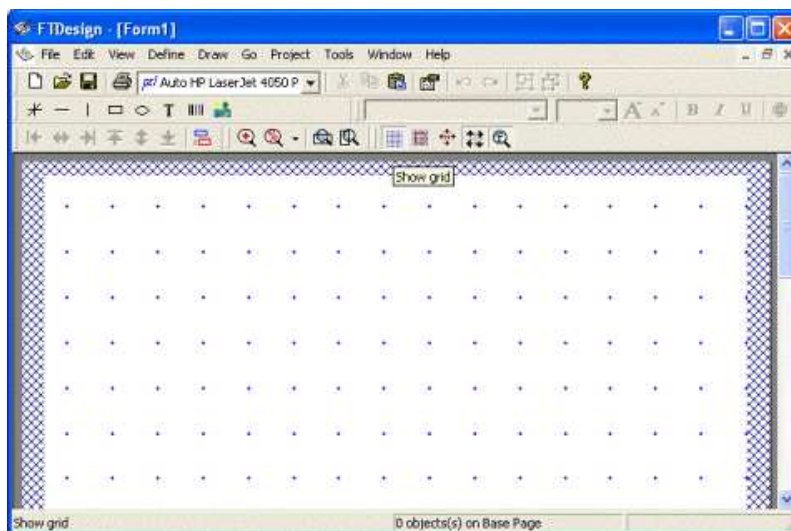 FTDesign - [Form1]
File Edit View Define Draw Go Project Tools Window Help
Auto HP LaserJet 4050 P
T A A B I U
Show grid
Show grid 0 objects(s) on Base Page